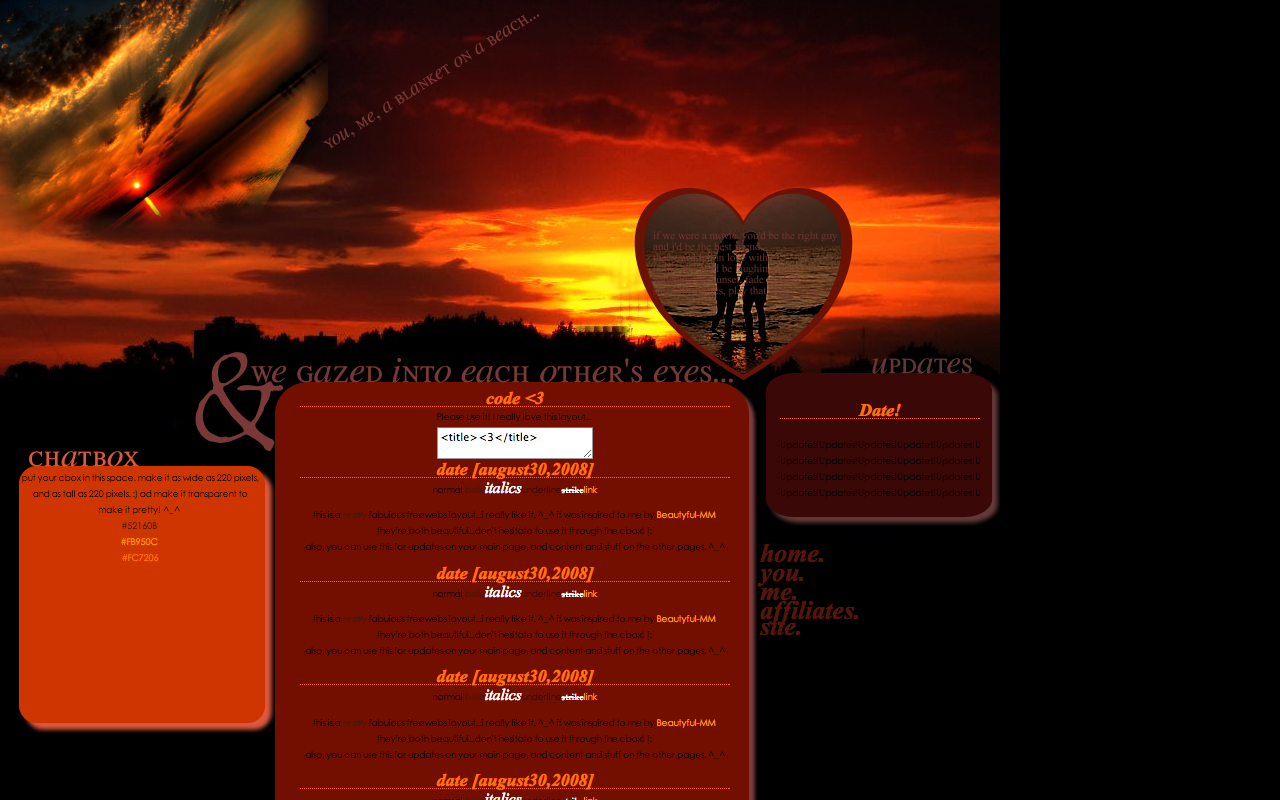 you, me, a blanket on a beach...
if we were a movie, you'd be the right guy
and i'd be the best
& we gazed into each other's eyes...
updates
code <3
Please use it! i really love this layout...
<title><3</title>
Date!
Updates!Updates!Updates!Updates!Updates!U
Updates!Updates!Updates!Updates!Updates!U
Updates!Updates!Updates!Updates!Updates!U
Updates!Updates!Updates!Updates!Updates!U
chatbox
put your cbox in this space. make it as wide as 220 pixels.
and as tall as 220 pixels. :) ad make it transparent to
make it pretty! ^_^
#52160B
#FB950C
#FC7206
date [august30,2008]
normal italics underline strike link
this is a fabulous freewebs layout...i really like it. ^_^ it was inspired to me by Beautyful-MM
they're both beautiful...don't hesitate to use it through the cbox! [:
also, you can use this for updates on your main page, and content and stuff on the other pages. ^_^
date [august30,2008]
normal italics underline strike link
this is a fabulous freewebs layout...i really like it. ^_^ it was inspired to me by Beautyful-MM
they're both beautiful...don't hesitate to use it through the cbox! [:
also, you can use this for updates on your main page, and content and stuff on the other pages. ^_^
date [august30,2008]
normal italics underline strike link
this is a fabulous freewebs layout...i really like it. ^_^ it was inspired to me by Beautyful-MM
they're both beautiful...don't hesitate to use it through the cbox! [:
also, you can use this for updates on your main page, and content and stuff on the other pages. ^_^
date [august30,2008]
italics
home.
you.
me.
affiliates.
site.